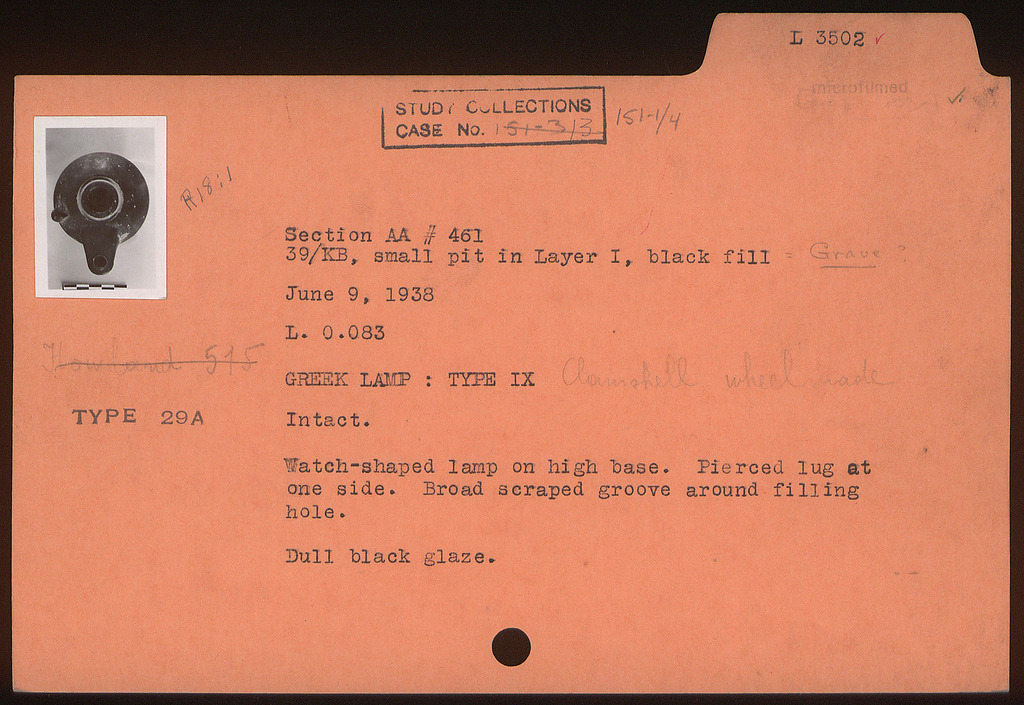 L 3502 ✓
microfilmed
✓
STUDY COLLECTIONS
CASE No. 151-3/3 151-1/4
R 18:1
Section AA # 461
39/KB, small pit in Layer I, black fill = Grave?
June 9, 1938
L. 0.083
Howland 515
GREEK LAMP : TYPE IX Clamshell wheelmade
TYPE 29A
Intact.
Watch-shaped lamp on high base. Pierced lug at
one side. Broad scraped groove around filling
hole.
Dull black glaze.